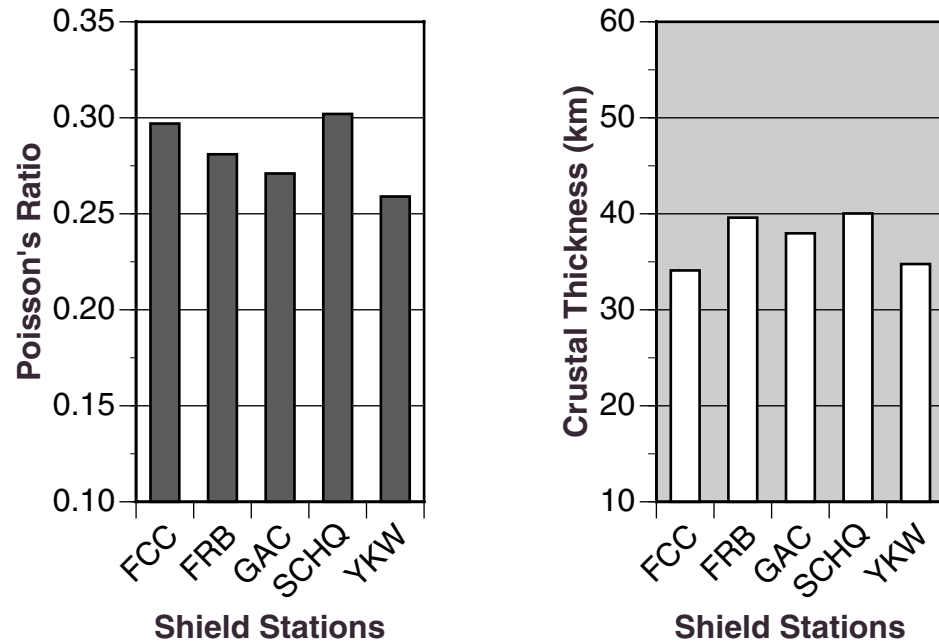 0.35
0.30
0.25
0.20
0.15
0.10
Poisson's Ratio
FCC
FRB
GAC
SCHQ
YKW
Shield Stations
60
50
40
30
20
10
Crustal Thickness (km)
FCC
FRB
GAC
SCHQ
YKW
Shield Stations